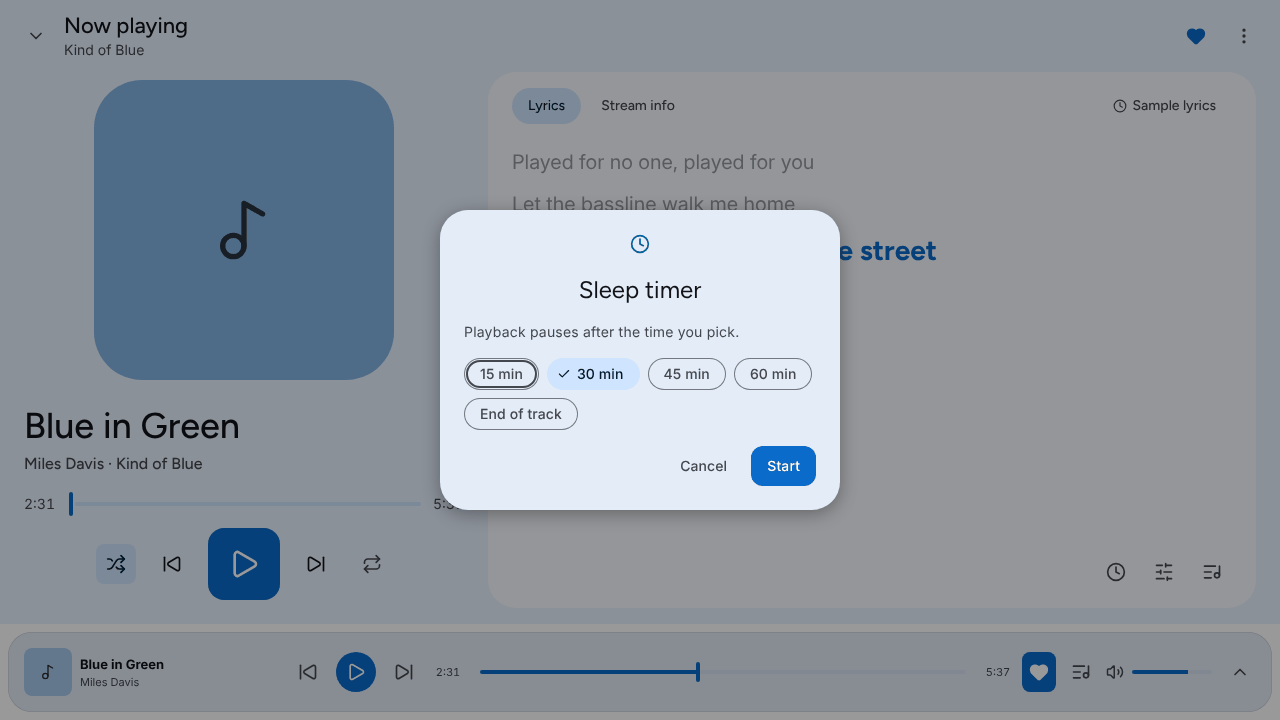 Now playing
Kind of Blue
Lyrics
Stream info
Sample lyrics
Played for no one, played for you
Let the bassline walk me home
e street
Sleep timer
Playback pauses after the time you pick.
15 min
30 min
45 min
60 min
End of track
Cancel
Start
Blue in Green
Miles Davis · Kind of Blue
2:31
5:3
Blue in Green
Miles Davis
2:31
5:37